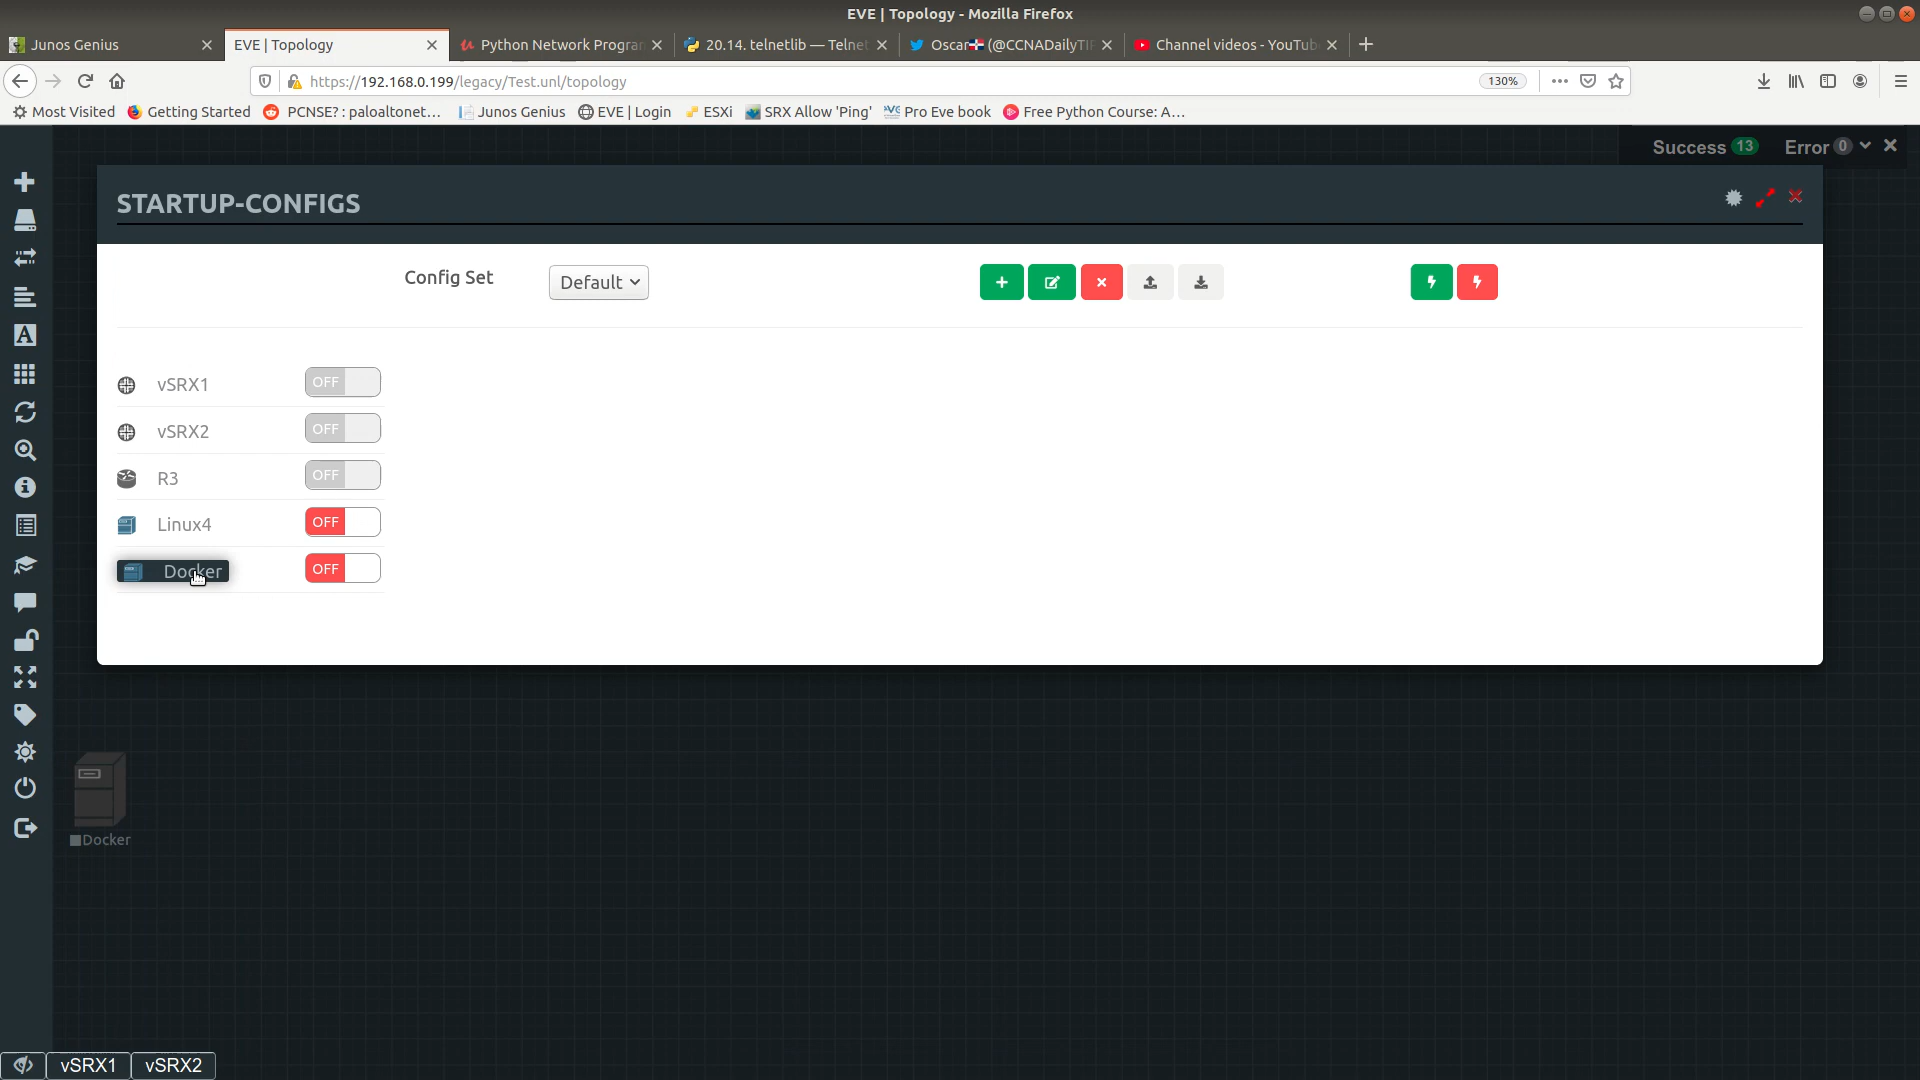 EVE | Topology - Mozilla Firefox
Junos Genius
EVE | Topology
Python Network Progra
20.14. telnetlib — Telne
Oscar (@CCNADailyTI
Channel videos - YouTub
https://192.168.0.199/legacy/Test.unl/topology
130%
Most Visited
Getting Started
PCNSE? : paloaltonet...
Junos Genius
EVE | Login
ESXi
SRX Allow 'Ping'
Pro Eve book
Free Python Course: A...
Success 13
Error 0
STARTUP-CONFIGS
Config Set
Default
vSRX1 OFF
vSRX2 OFF
R3 OFF
Linux4 OFF
Docker OFF
Docker
vSRX1
vSRX2